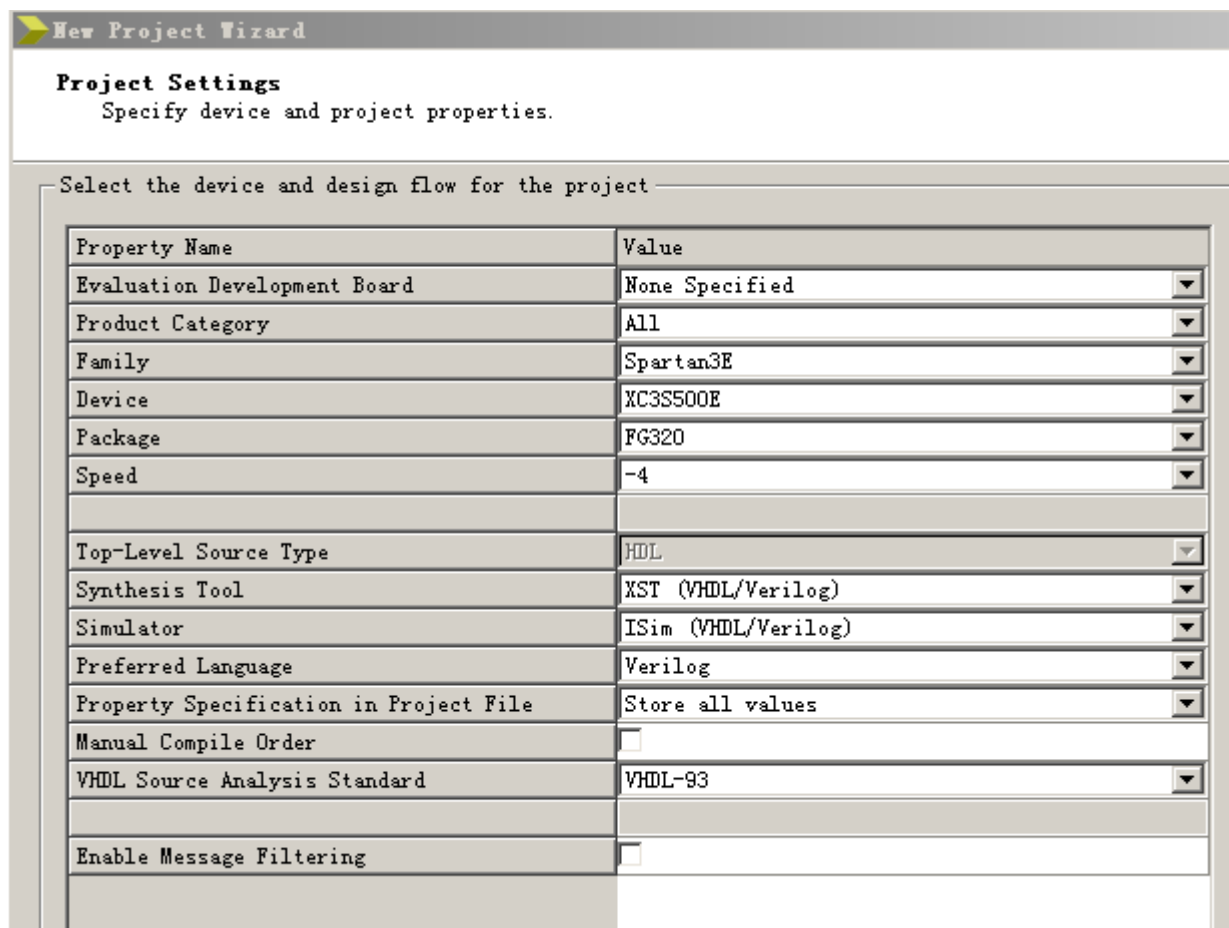 New Project Wizard
Project Settings
Specify device and project properties.
Select the device and design flow for the project
Property Name Value
Evaluation Development Board None Specified
Product Category All
Family Spartan3E
Device XC3S500E
Package FG320
Speed -4
Top-Level Source Type HDL
Synthesis Tool XST (VHDL/Verilog)
Simulator ISim (VHDL/Verilog)
Preferred Language Verilog
Property Specification in Project File Store all values
Manual Compile Order
VHDL Source Analysis Standard VHDL-93
Enable Message Filtering